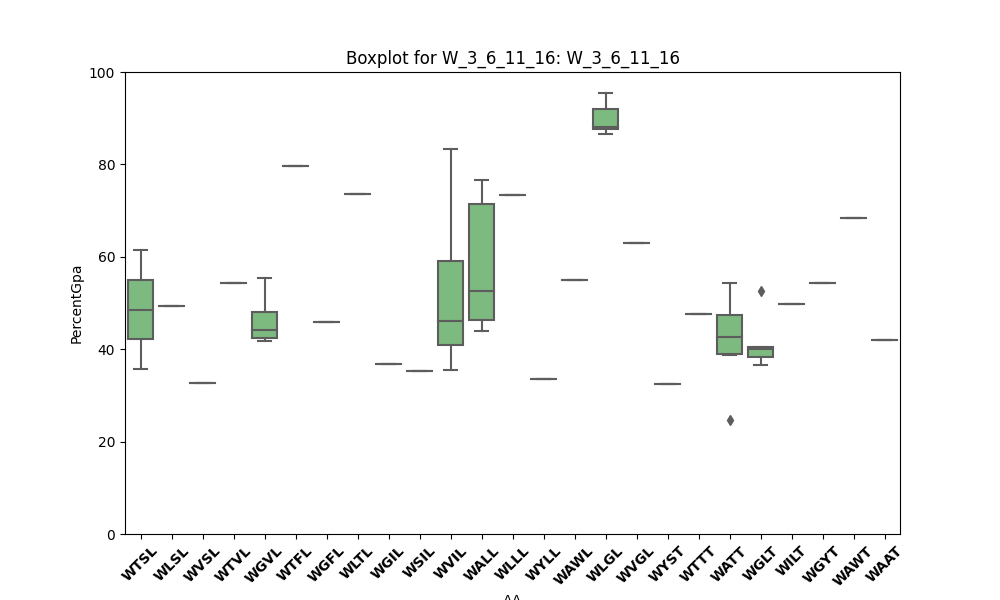 Boxplot for W_3_6_11_16: W_3_6_11_16
100
80
60
40
20
0
PercentGpa
WTSL WLSL WVSL WTVL WGVL WTFL WGFL WLTL WGIL WSIL WVIL WALL WLLL WYLL WAWL WLGL WVGL WYST WTTT WATT WGLT WILT WGYT WAWT WAAT
AA